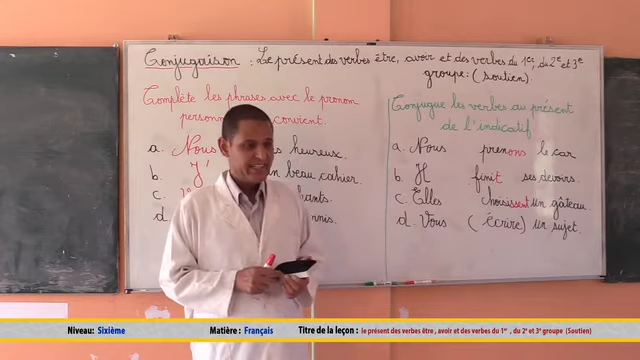 Conjugaison : Le présent des verbes être, avoir et des verbes du 1er, du 2e et 3e
groupe : (soutien).
Complète les phrases avec le pronom
convient.
a. Nous heureux.
b. J' un beau cahier.
c.
d.
Conjugue les verbes au présent
de l'indicatif
a. Nous prenons le car
b. Il finit ses devoirs.
c. Elles choisissent un gâteau.
d. Vous (écrire) un sujet.
Niveau: Sixième Matière : Français Titre de la leçon : le présent des verbes être , avoir et des verbes du 1er , du 2e et 3e groupe (Soutien)